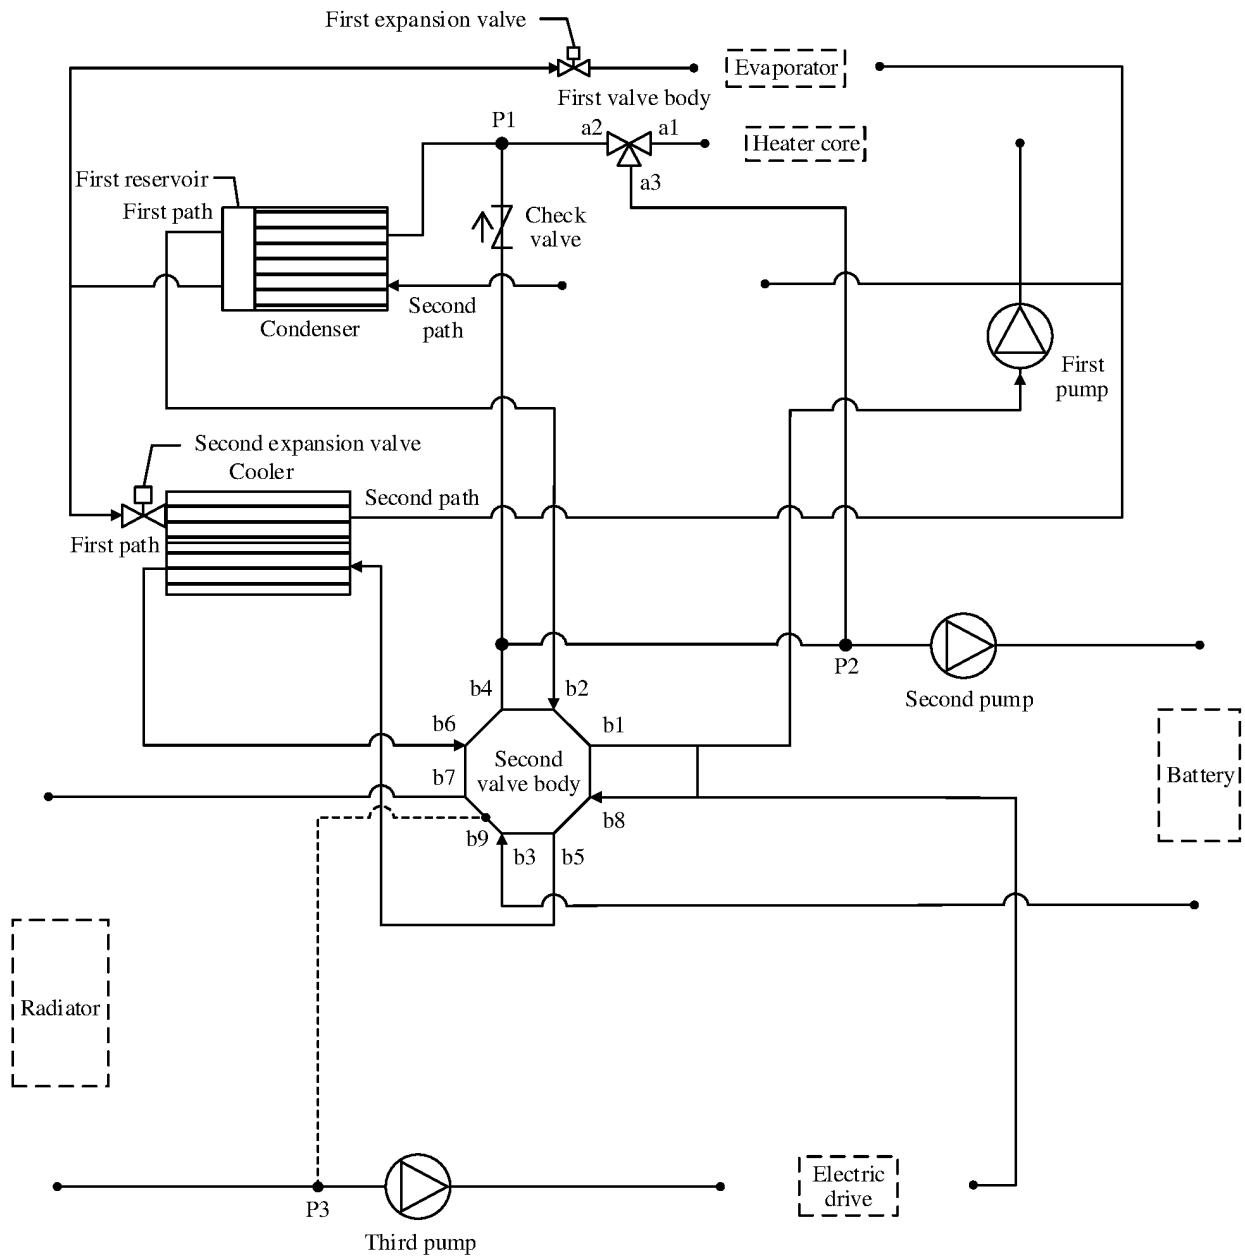 First expansion valve
Evaporator
First valve body
P1
a2
a1
Heater core
a3
First reservoir
First path
Check
valve
Second
path
Condenser
First
pump
Second expansion valve
Cooler
Second path
First path
P2
Second pump
b4
b2
b6
b1
Second
valve body
b7
b8
b9
b3
b5
Battery
Radiator
P3
Third pump
Electric
drive